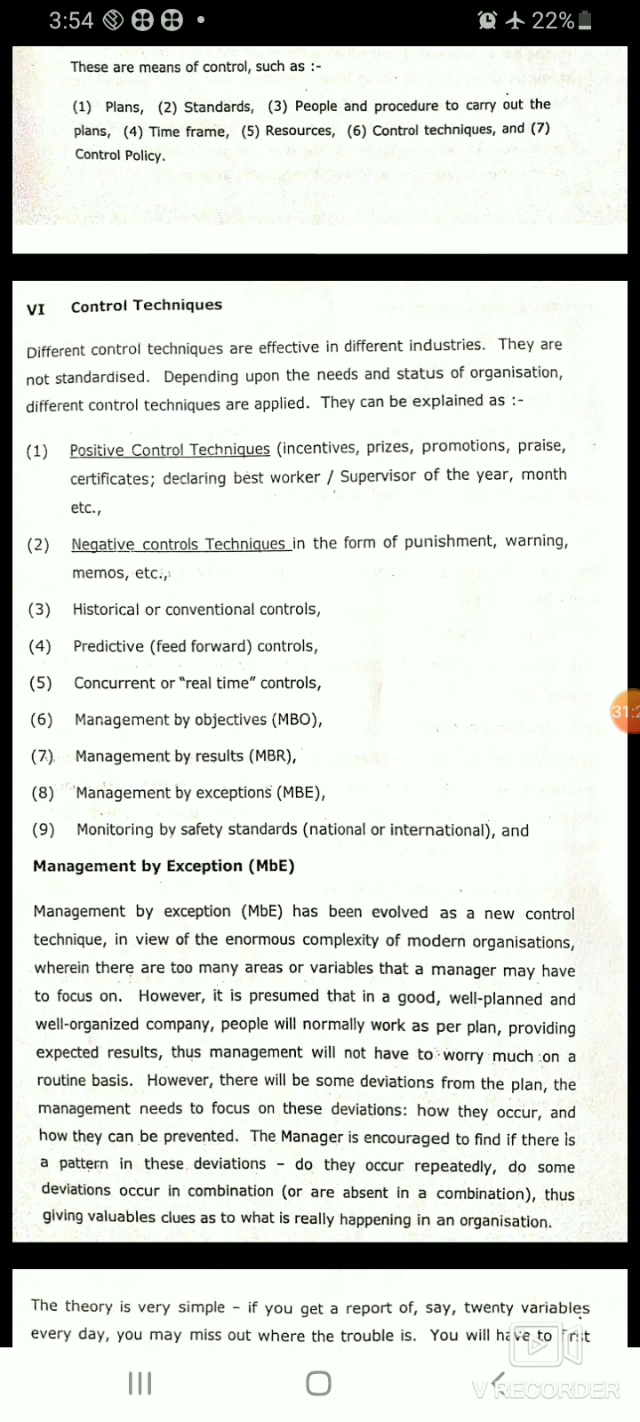 3:54 • 22%
These are means of control, such as :-
(1) Plans, (2) Standards, (3) People and procedure to carry out the
plans, (4) Time frame, (5) Resources, (6) Control techniques, and (7)
Control Policy.
VI Control Techniques
Different control techniques are effective in different industries. They are
not standardised. Depending upon the needs and status of organisation,
different control techniques are applied. They can be explained as :-
(1) Positive Control Techniques (incentives, prizes, promotions, praise,
certificates; declaring best worker / Supervisor of the year, month
etc.,
(2) Negative controls Techniques in the form of punishment, warning,
memos, etc.,
(3) Historical or conventional controls,
(4) Predictive (feed forward) controls,
(5) Concurrent or “real time” controls,
(6) Management by objectives (MBO),
(7) Management by results (MBR),
(8) Management by exceptions (MBE),
(9) Monitoring by safety standards (national or international), and
Management by Exception (MbE)
Management by exception (MbE) has been evolved as a new control
technique, in view of the enormous complexity of modern organisations,
wherein there are too many areas or variables that a manager may have
to focus on. However, it is presumed that in a good, well-planned and
well-organized company, people will normally work as per plan, providing
expected results, thus management will not have to worry much on a
routine basis. However, there will be some deviations from the plan, the
management needs to focus on these deviations: how they occur, and
how they can be prevented. The Manager is encouraged to find if there is
a pattern in these deviations – do they occur repeatedly, do some
deviations occur in combination (or are absent in a combination), thus
giving valuables clues as to what is really happening in an organisation.
The theory is very simple – if you get a report of, say, twenty variables
every day, you may miss out where the trouble is. You will have to first
V RECORDER